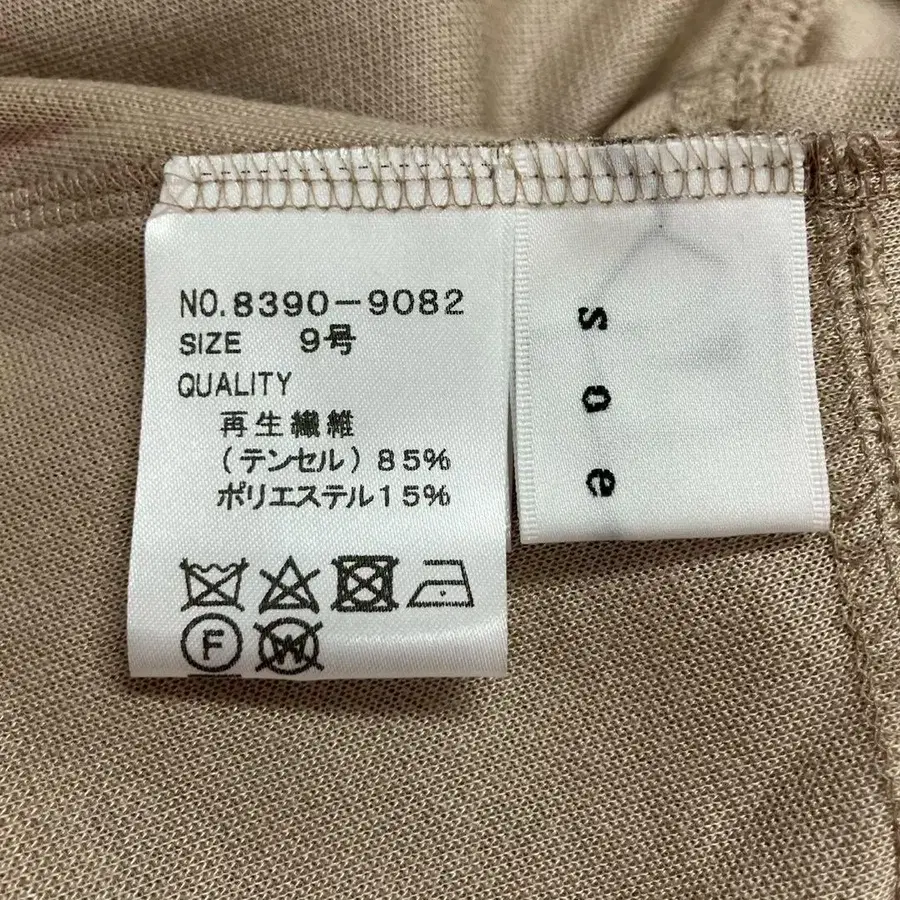 NO.8390-9082
SIZE 9号
QUALITY
再生繊維
(テンセル) 85%
ポリエステル15%
F
W
soe